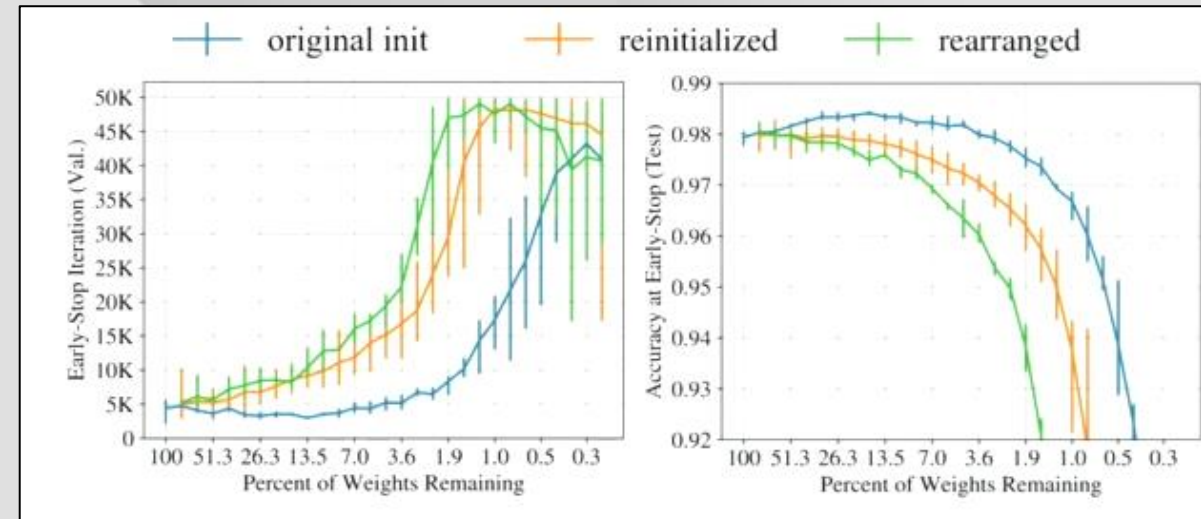 original init reinitialized rearranged
Early-Stop Iteration (Val.)
50K
45K
40K
35K
30K
25K
20K
15K
10K
5K
0
100 51.3 26.3 13.5 7.0 3.6 1.9 1.0 0.5 0.3
Percent of Weights Remaining
Accuracy at Early-Stop (Test)
0.99
0.98
0.97
0.96
0.95
0.94
0.93
0.92
100 51.3 26.3 13.5 7.0 3.6 1.9 1.0 0.5 0.3
Percent of Weights Remaining